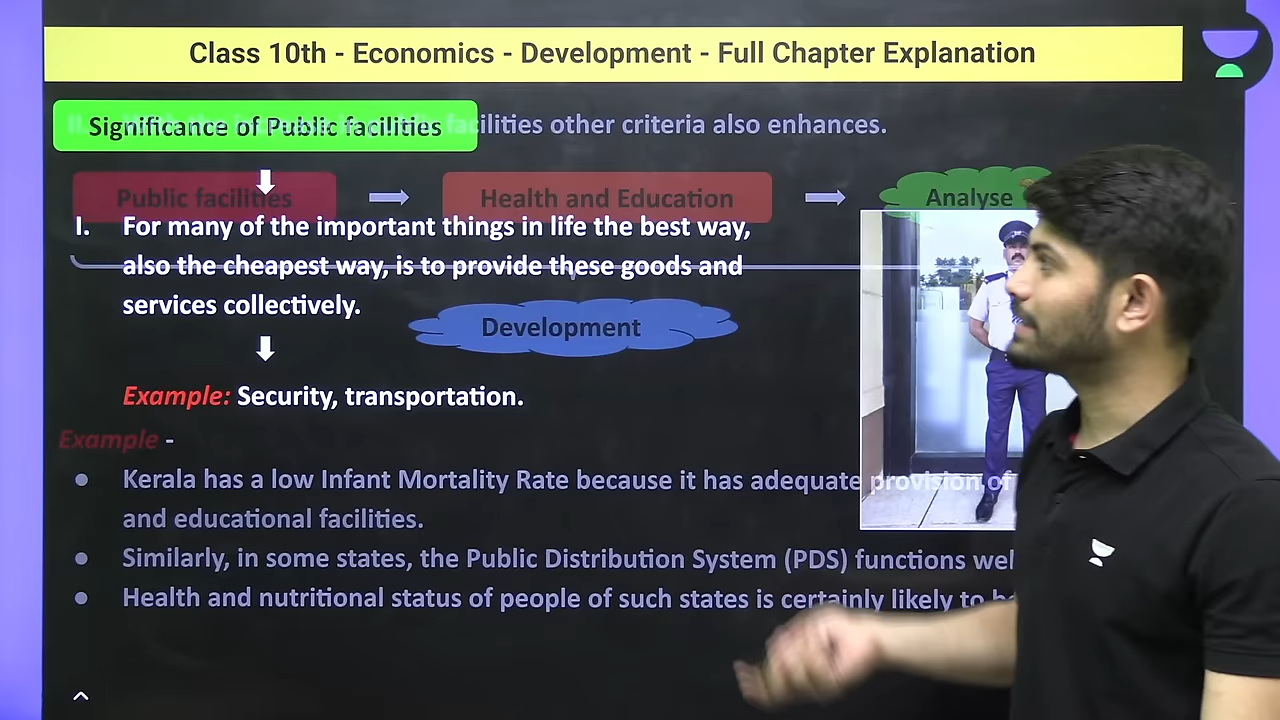 Class 10th - Economics - Development - Full Chapter Explanation
Significance of Public facilities
facilities other criteria also enhances.
Public facilities
Health and Education
Analyse
I. For many of the important things in life the best way,
also the cheapest way, is to provide these goods and
services collectively.
Development
Example: Security, transportation.
Example -
Kerala has a low Infant Mortality Rate because it has adequate provision of
and educational facilities.
Similarly, in some states, the Public Distribution System (PDS) functions wel
Health and nutritional status of people of such states is certainly likely to